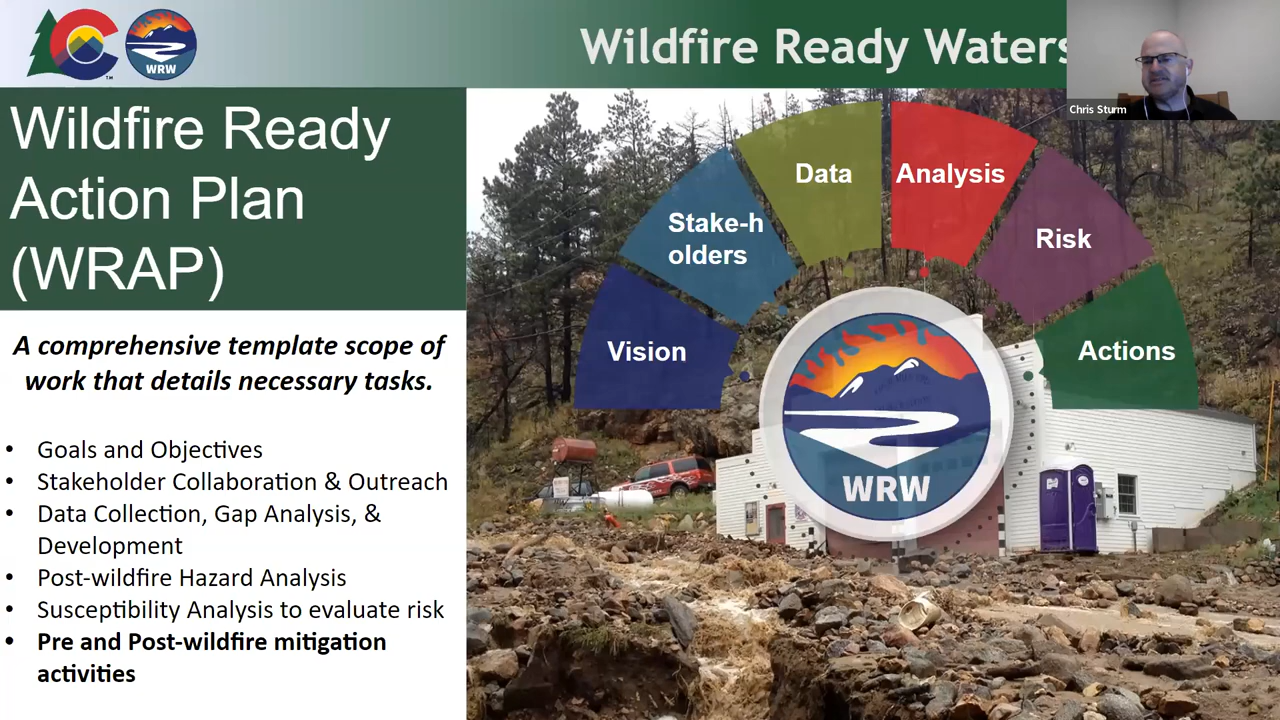 WRW
Wildfire Ready Waters
Chris Sturm
Wildfire Ready
Action Plan
(WRAP)
A comprehensive template scope of
work that details necessary tasks.
• Goals and Objectives
• Stakeholder Collaboration & Outreach
• Data Collection, Gap Analysis, &
Development
• Post-wildfire Hazard Analysis
• Susceptibility Analysis to evaluate risk
• Pre and Post-wildfire mitigation
activities
Vision
Stake-h
olders
Data
Analysis
Risk
Actions
WRW